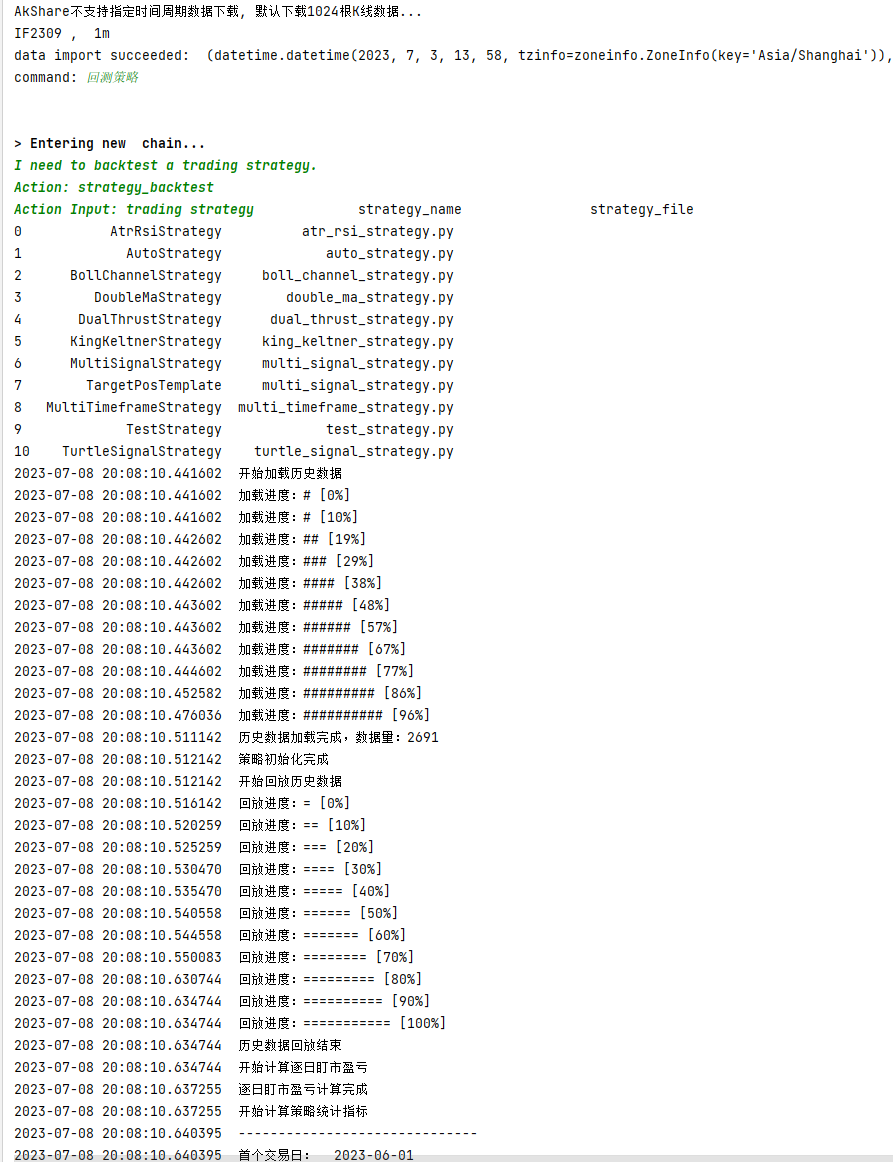 AkShare不支持指定时间周期数据下载, 默认下载1024根K线数据...
IF2309 ,  1m
data import succeeded:  (datetime.datetime(2023, 7, 3, 13, 58, tzinfo=zoneinfo.ZoneInfo(key='Asia/Shanghai')),
command: 回测策略
> Entering new  chain...
I need to backtest a trading strategy.
Action: strategy_backtest
Action Input: trading strategy             strategy_name                strategy_file
0           AtrRsiStrategy          atr_rsi_strategy.py
1             AutoStrategy             auto_strategy.py
2      BollChannelStrategy     boll_channel_strategy.py
3         DoubleMaStrategy        double_ma_strategy.py
4       DualThrustStrategy      dual_thrust_strategy.py
5      KingKeltnerStrategy     king_keltner_strategy.py
6      MultiSignalStrategy     multi_signal_strategy.py
7        TargetPosTemplate     multi_signal_strategy.py
8   MultiTimeframeStrategy  multi_timeframe_strategy.py
9             TestStrategy             test_strategy.py
10    TurtleSignalStrategy    turtle_signal_strategy.py
2023-07-08 20:08:10.441602  开始加载历史数据
2023-07-08 20:08:10.441602  加载进度：# [0%]
2023-07-08 20:08:10.441602  加载进度：# [10%]
2023-07-08 20:08:10.442602  加载进度：## [19%]
2023-07-08 20:08:10.442602  加载进度：### [29%]
2023-07-08 20:08:10.442602  加载进度：#### [38%]
2023-07-08 20:08:10.443602  加载进度：##### [48%]
2023-07-08 20:08:10.443602  加载进度：###### [57%]
2023-07-08 20:08:10.443602  加载进度：####### [67%]
2023-07-08 20:08:10.444602  加载进度：######## [77%]
2023-07-08 20:08:10.452582  加载进度：######### [86%]
2023-07-08 20:08:10.476036  加载进度：########## [96%]
2023-07-08 20:08:10.511142  历史数据加载完成，数据量：2691
2023-07-08 20:08:10.512142  策略初始化完成
2023-07-08 20:08:10.512142  开始回放历史数据
2023-07-08 20:08:10.516142  回放进度：= [0%]
2023-07-08 20:08:10.520259  回放进度：== [10%]
2023-07-08 20:08:10.525259  回放进度：=== [20%]
2023-07-08 20:08:10.530470  回放进度：==== [30%]
2023-07-08 20:08:10.535470  回放进度：===== [40%]
2023-07-08 20:08:10.540558  回放进度：====== [50%]
2023-07-08 20:08:10.544558  回放进度：======= [60%]
2023-07-08 20:08:10.550083  回放进度：======== [70%]
2023-07-08 20:08:10.630744  回放进度：========= [80%]
2023-07-08 20:08:10.634744  回放进度：========== [90%]
2023-07-08 20:08:10.634744  回放进度：=========== [100%]
2023-07-08 20:08:10.634744  历史数据回放结束
2023-07-08 20:08:10.634744  开始计算逐日盯市盈亏
2023-07-08 20:08:10.637255  逐日盯市盈亏计算完成
2023-07-08 20:08:10.637255  开始计算策略统计指标
2023-07-08 20:08:10.640395  ------------------------------
2023-07-08 20:08:10.640395  首个交易日：  2023-06-01